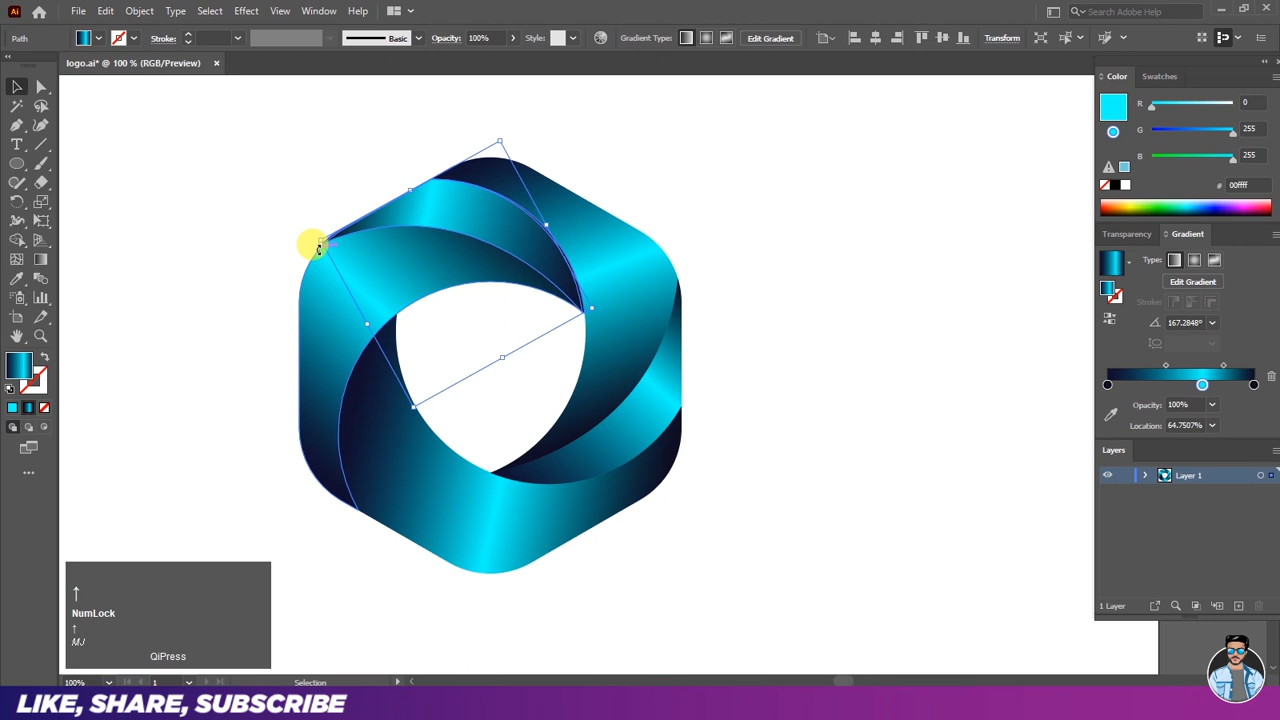 Ai File Edit Object Type Select Effect View Window Help Search Adobe Help
Path Stroke: Basic Opacity: 100% Style: Gradient Type: Edit Gradient Transform
logo.ai* @ 100 % (RGB/Preview) ×
Color Swatches
R 0
G 255
B 255
# 00ffff
Transparency Gradient
Type:
Edit Gradient
Stroke:
167.2848°
Opacity: 100%
Location: 64.7507%
Layers
Layer 1
1 Layer
↑
NumLock
↑
MJ
QiPress
100% 1 Selection
LIKE, SHARE, SUBSCRIBE